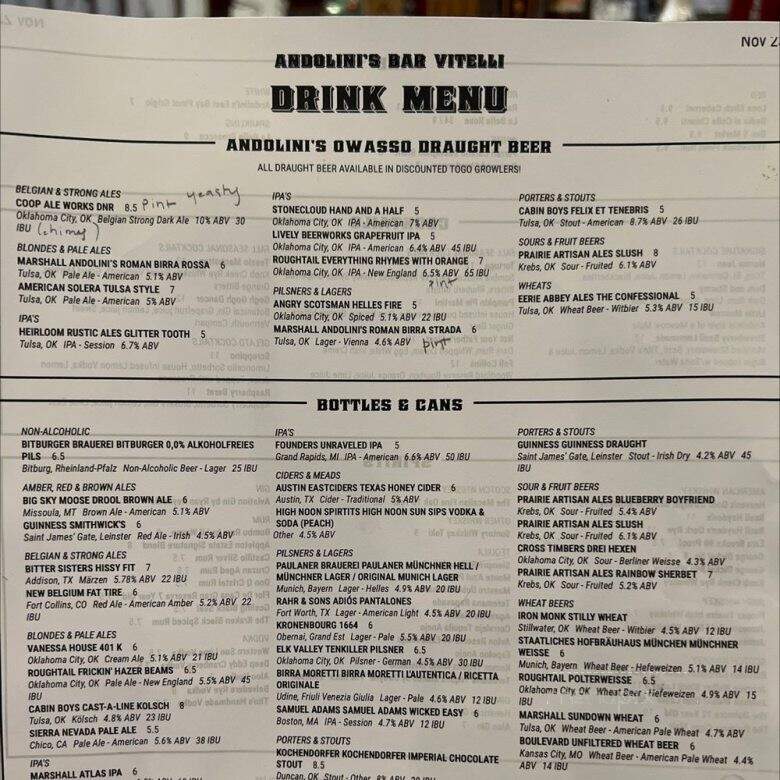 NOV 2
ANDOLINI'S BAR VITELLI
DRINK MENU
ANDOLINI'S OWASSO DRAUGHT BEER
ALL DRAUGHT BEER AVAILABLE IN DISCOUNTED TOGO GROWLERS!
BELGIAN & STRONG ALES
COOP ALE WORKS DNR 8.5 Pint yeasty
Oklahoma City, OK Belgian Strong Dark Ale 10% ABV 30
IBU (chimay)
BLONDES & PALE ALES
MARSHALL ANDOLINI'S ROMAN BIRRA ROSSA 6
Tulsa, OK Pale Ale - American 5.1% ABV
AMERICAN SOLERA TULSA STYLE 7
Tulsa, OK Pale Ale - American 5% ABV
IPA'S
HEIRLOOM RUSTIC ALES GLITTER TOOTH 5
Tulsa, OK IPA - Session 6.7% ABV
IPA'S
STONECLOUD HAND AND A HALF 5
Oklahoma City, OK IPA - American 7% ABV
LIVELY BEERWORKS GRAPEFRUIT IPA 5
Oklahoma City, OK IPA - American 6.4% ABV 45 IBU
ROUGHTAIL EVERYTHING RHYMES WITH ORANGE 7
Oklahoma City, OK IPA - New England 6.5% ABV 65 IBU
pint
PILSNERS & LAGERS
ANGRY SCOTSMAN HELLES FIRE 5
Oklahoma City, OK Spiced 5.1% ABV 22 IBU
MARSHALL ANDOLINI'S ROMAN BIRRA STRADA 6
Tulsa, OK Lager - Vienna 4.6% ABV pint
PORTERS & STOUTS
CABIN BOYS FELIX ET TENEBRIS 5
Tulsa, OK Stout - American 8.7% ABV 26 IBU
SOURS & FRUIT BEERS
PRAIRIE ARTISAN ALES SLUSH 8
Krebs, OK Sour - Fruited 6.1% ABV
WHEATS
EERIE ABBEY ALES THE CONFESSIONAL 5
Tulsa, OK Wheat Beer - Witbier 5.3% ABV 15 IBU
BOTTLES & CANS
NON-ALCOHOLIC
BITBURGER BRAUEREI BITBURGER 0,0% ALKOHOLFREIES
PILS 6.5
Bitburg, Rheinland-Pfalz Non-Alcoholic Beer - Lager 25 IBU
AMBER, RED & BROWN ALES
BIG SKY MOOSE DROOL BROWN ALE 6
Missoula, MT Brown Ale - American 5.1% ABV
GUINNESS SMITHWICK'S 6
Saint James' Gate, Leinster Red Ale - Irish 4.5% ABV
BELGIAN & STRONG ALES
BITTER SISTERS HISSY FIT 7
Addison, TX Märzen 5.78% ABV 22 IBU
NEW BELGIUM FAT TIRE 6
Fort Collins, CO Red Ale - American Amber 5.2% ABV 22
IBU
BLONDES & PALE ALES
VANESSA HOUSE 401 K 6
Oklahoma City, OK Cream Ale 5.1% ABV 21 IBU
ROUGHTAIL FRICKIN' HAZER BEAMS 6.5
Oklahoma City, OK Pale Ale - New England 5.5% ABV 45
IBU
CABIN BOYS CAST-A-LINE KOLSCH 8
Tulsa, OK Kölsch 4.8% ABV 23 IBU
SIERRA NEVADA PALE ALE 5.5
Chico, CA Pale Ale - American 5.6% ABV 38 IBU
IPA'S
MARSHALL ATLAS IPA 6
IPA'S
FOUNDERS UNRAVELED IPA 5
Grand Rapids, MI IPA - American 6.6% ABV 50 IBU
CIDERS & MEADS
AUSTIN EASTCIDERS TEXAS HONEY CIDER 6
Austin, TX Cider - Traditional 5% ABV
HIGH NOON SPIRTITS HIGH NOON SUN SIPS VODKA &
SODA (PEACH)
Other 4.5% ABV
PILSNERS & LAGERS
PAULANER BRAUEREI PAULANER MÜNCHNER HELL /
MÜNCHNER LAGER / ORIGINAL MUNICH LAGER
Munich, Bayern Lager - Helles 4.9% ABV 20 IBU
RAHR & SONS ADIÓS PANTALONES
Fort Worth, TX Lager - American Light 4.5% ABV 20 IBU
KRONENBOURG 1664 6
Obernai, Grand Est Lager - Pale 5.5% ABV 20 IBU
ELK VALLEY TENKILLER PILSNER 6.5
Oklahoma City, OK Pilsner - German 4.5% ABV 30 IBU
BIRRA MORETTI BIRRA MORETTI L'AUTENTICA / RICETTA
ORIGINALE
Udine, Friuli Venezia Giulia Lager - Pale 4.6% ABV 12 IBU
SAMUEL ADAMS SAMUEL ADAMS WICKED EASY 6
Boston, MA IPA - Session 4.7% ABV 12 IBU
PORTERS & STOUTS
KOCHENDORFER KOCHENDORFER IMPERIAL CHOCOLATE
STOUT 8.5
Duncan, OK Stout - Other 8% ABV 20 IBU
PORTERS & STOUTS
GUINNESS GUINNESS DRAUGHT
Saint James' Gate, Leinster Stout - Irish Dry 4.2% ABV 45
IBU
SOUR & FRUIT BEERS
PRAIRIE ARTISAN ALES BLUEBERRY BOYFRIEND
Krebs, OK Sour - Fruited 5.4% ABV
PRAIRIE ARTISAN ALES SLUSH
Krebs, OK Sour - Fruited 6.1% ABV
CROSS TIMBERS DREI HEXEN
Oklahoma City, OK Sour - Berliner Weisse 4.3% ABV
PRAIRIE ARTISAN ALES RAINBOW SHERBET 7
Krebs, OK Sour - Fruited 5.2% ABV
WHEAT BEERS
IRON MONK STILLY WHEAT
Stillwater, OK Wheat Beer - Witbier 4.5% ABV 12 IBU
STAATLICHES HOFBRÄUHAUS MÜNCHEN MÜNCHNER
WEISSE 6
Munich, Bayern Wheat Beer - Hefeweizen 5.1% ABV 14 IBU
ROUGHTAIL POLTERWEISSE 6.5
Oklahoma City, OK Wheat Beer - Hefeweizen 4.9% ABV 15
IBU
MARSHALL SUNDOWN WHEAT 6
Tulsa, OK Wheat Beer - American Pale Wheat 4.7% ABV
BOULEVARD UNFILTERED WHEAT BEER 6
Kansas City, MO Wheat Beer - American Pale Wheat 4.4%
ABV 14 IBU